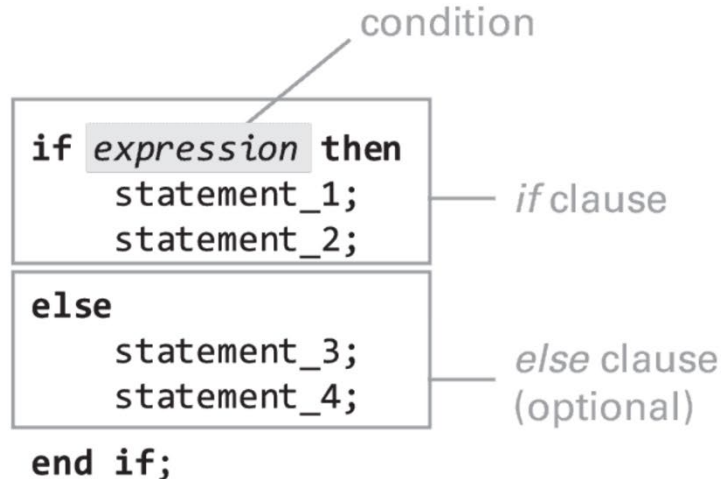 condition
if expression then
statement_1;
statement_2;
if clause
else
statement_3;
statement_4;
else clause
(optional)
end if;